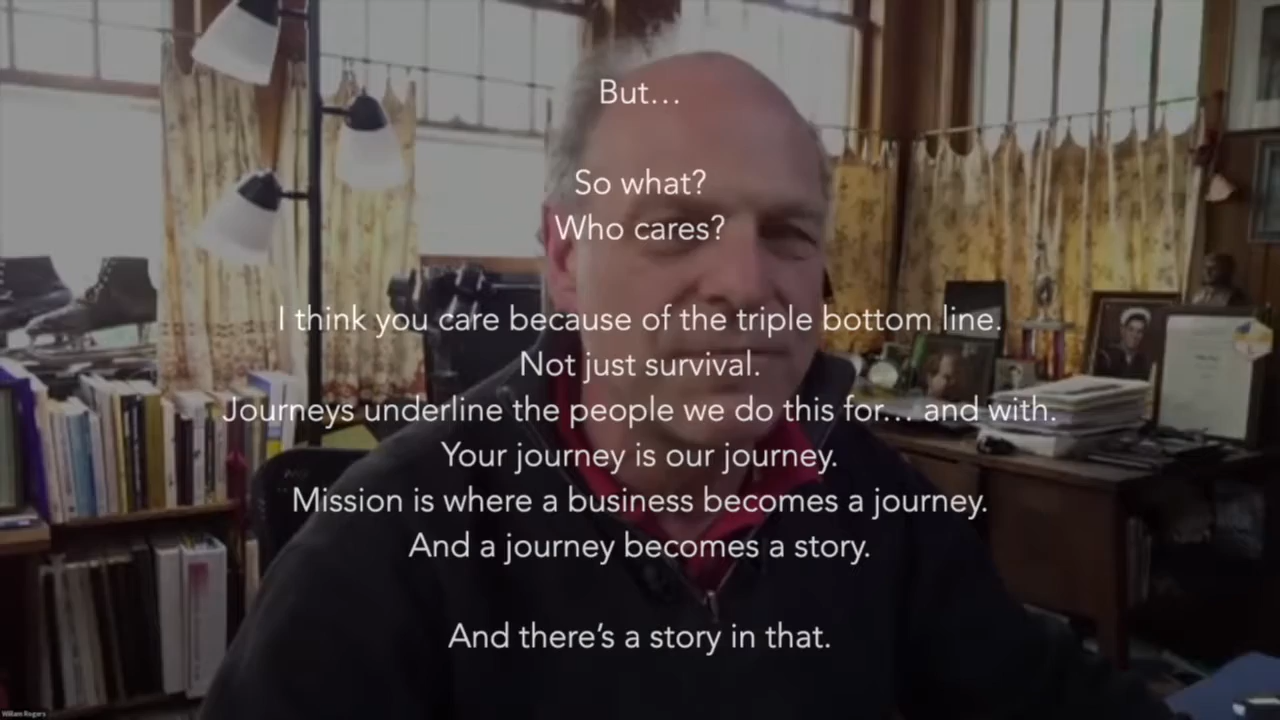 But…
So what?
Who cares?
I think you care because of the triple bottom line.
Not just survival.
Journeys underline the people we do this for… and with.
Your journey is our journey.
Mission is where a business becomes a journey.
And a journey becomes a story.
And there’s a story in that.
William Rogers